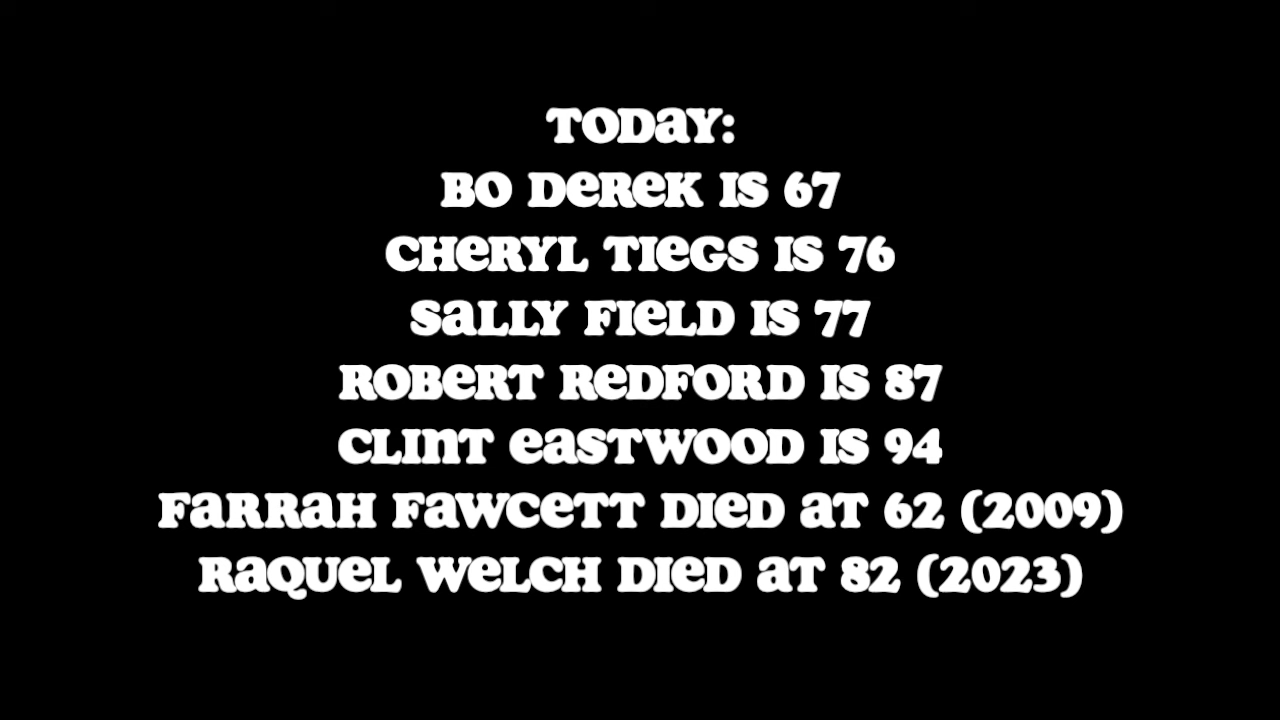 TODAY:
BO DEREK IS 67
CHERYL TIEGS IS 76
SALLY FIELD IS 77
ROBERT REDFORD IS 87
CLINT EASTWOOD IS 94
FARRAH FAWCETT DIED AT 62 (2009)
RAQUEL WELCH DIED AT 82 (2023)